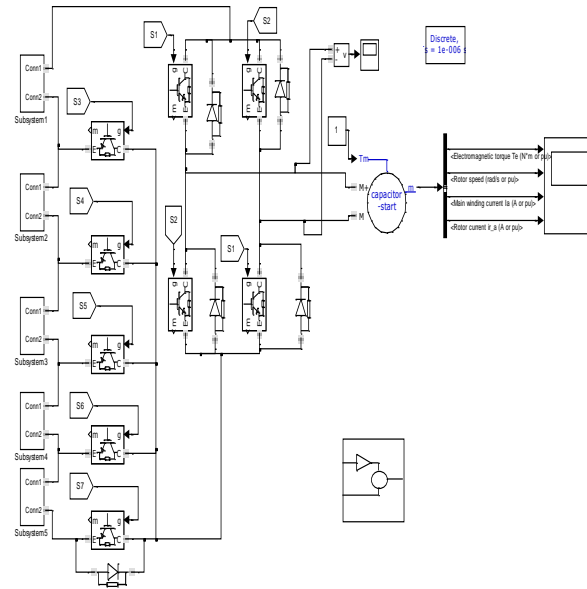 S1
S2
Discrete,
s = 1e-006 s
Conn1
Conn2
Subsystem1
S3
m
g
E
C
g
C
E
m
g
C
E
m
+
-
v
1
Tm
M+
M
capacitor
-start
m
<Electromagnetic torque Te (N*m or pu)>
<Rotor speed (rad/s or pu)>
<Main winding current Ia (A or pu)>
<Rotor current ir_a (A or pu)>
Conn1
Conn2
Subsystem2
S4
m
g
E
C
S2
S1
g
C
E
m
g
C
E
m
Conn1
Conn2
Subsystem3
S5
m
g
E
C
Conn1
Conn2
Subsystem4
S6
m
g
E
C
Conn1
Conn2
Subsystem5
S7
m
g
E
C